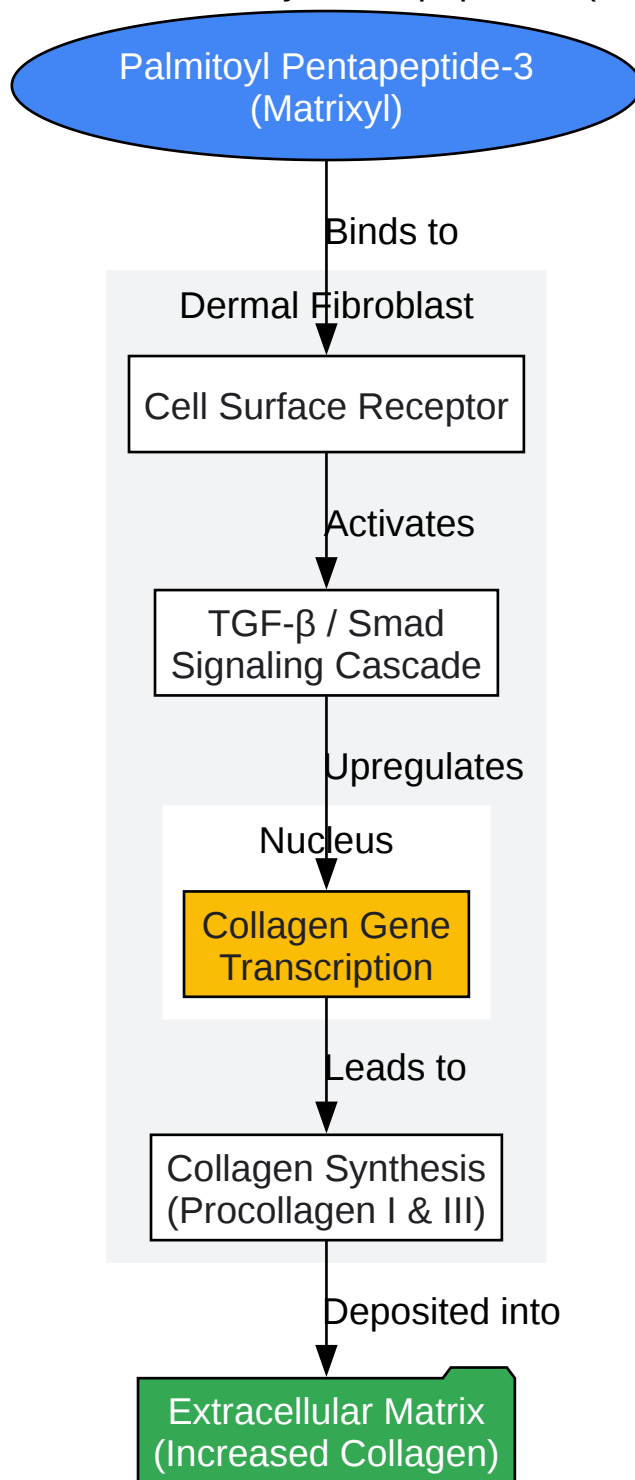 Palmitoyl Pentapeptide-3
(Matrixyl)
Binds to
Dermal Fibroblast
Cell Surface Receptor
Activates
TGF-β / Smad
Signaling Cascade
Upregulates
Nucleus
Collagen Gene
Transcription
Leads to
Collagen Synthesis
(Procollagen I & III)
Deposited into
Extracellular Matrix
(Increased Collagen)